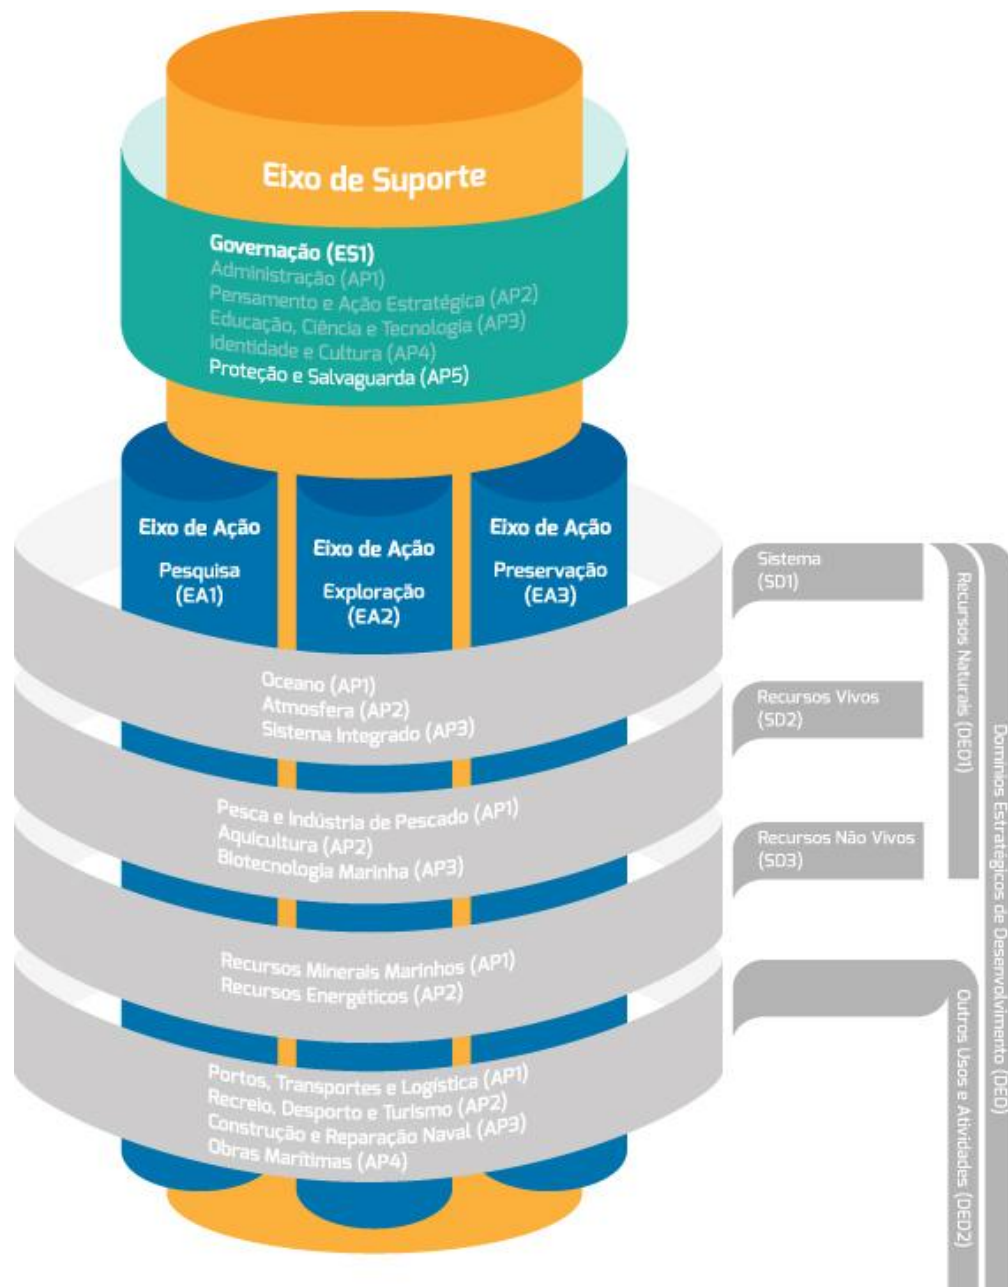 Eixo de Suporte
Governação (ES1)
Administração (AP1)
Pensamento e Ação Estratégica (AP2)
Educação, Ciência e Tecnologia (AP3)
Identidade e Cultura (AP4)
Proteção e Salvaguarda (AP5)
Eixo de Ação
Pesquisa
(EA1)
Eixo de Ação
Exploração
(EA2)
Eixo de Ação
Preservação
(EA3)
Oceano (AP1)
Atmosfera (AP2)
Sistema Integrado (AP3)
Pesca e Indústria de Pescado (AP1)
Aquicultura (AP2)
Biotecnologia Marinha (AP3)
Recursos Minerais Marinhos (AP1)
Recursos Energéticos (AP2)
Portos, Transportes e Logística (AP1)
Recreio, Desporto e Turismo (AP2)
Construção e Reparação Naval (AP3)
Obras Marítimas (AP4)
Sistema
(SD1)
Recursos Vivos
(SD2)
Recursos Não Vivos
(SD3)
Recursos Naturais (DED1)
Outros Usos e Atividades (DED2)
Domínios Estratégicos de Desenvolvimento (DED)